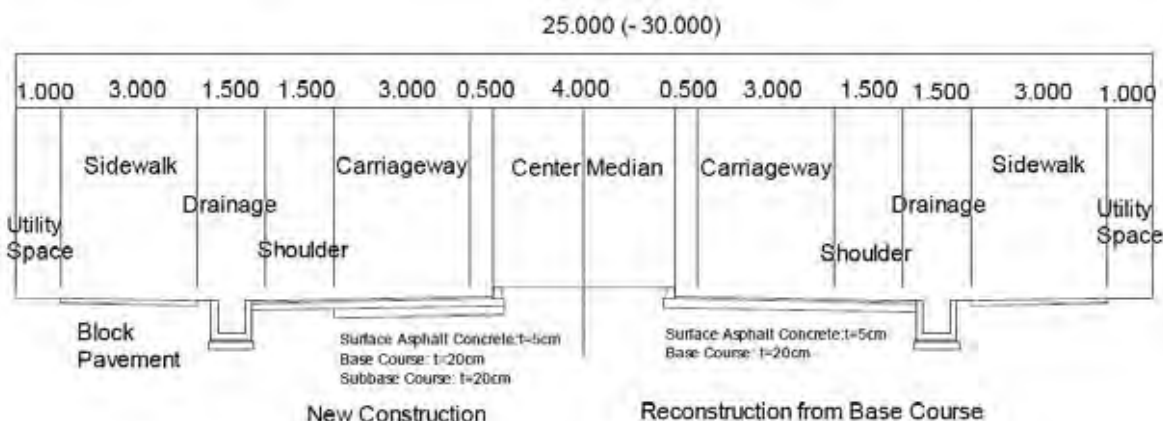 25.000 (- 30.000)
1.000 3.000 1.500 1.500 3.000 0.500 4.000 0.500 3.000 1.500 1.500 3.000 1.000
Sidewalk Carriageway Center Median Carriageway Sidewalk
Drainage Drainage
Utility
Space
Shoulder Shoulder
Utility
Space
Block
Pavement
Surface Asphalt Concrete:t=5cm
Base Course: t=20cm
Subbase Course: t=20cm
Surface Asphalt Concrete:t=5cm
Base Course: t=20cm
New Construction
Reconstruction from Base Course